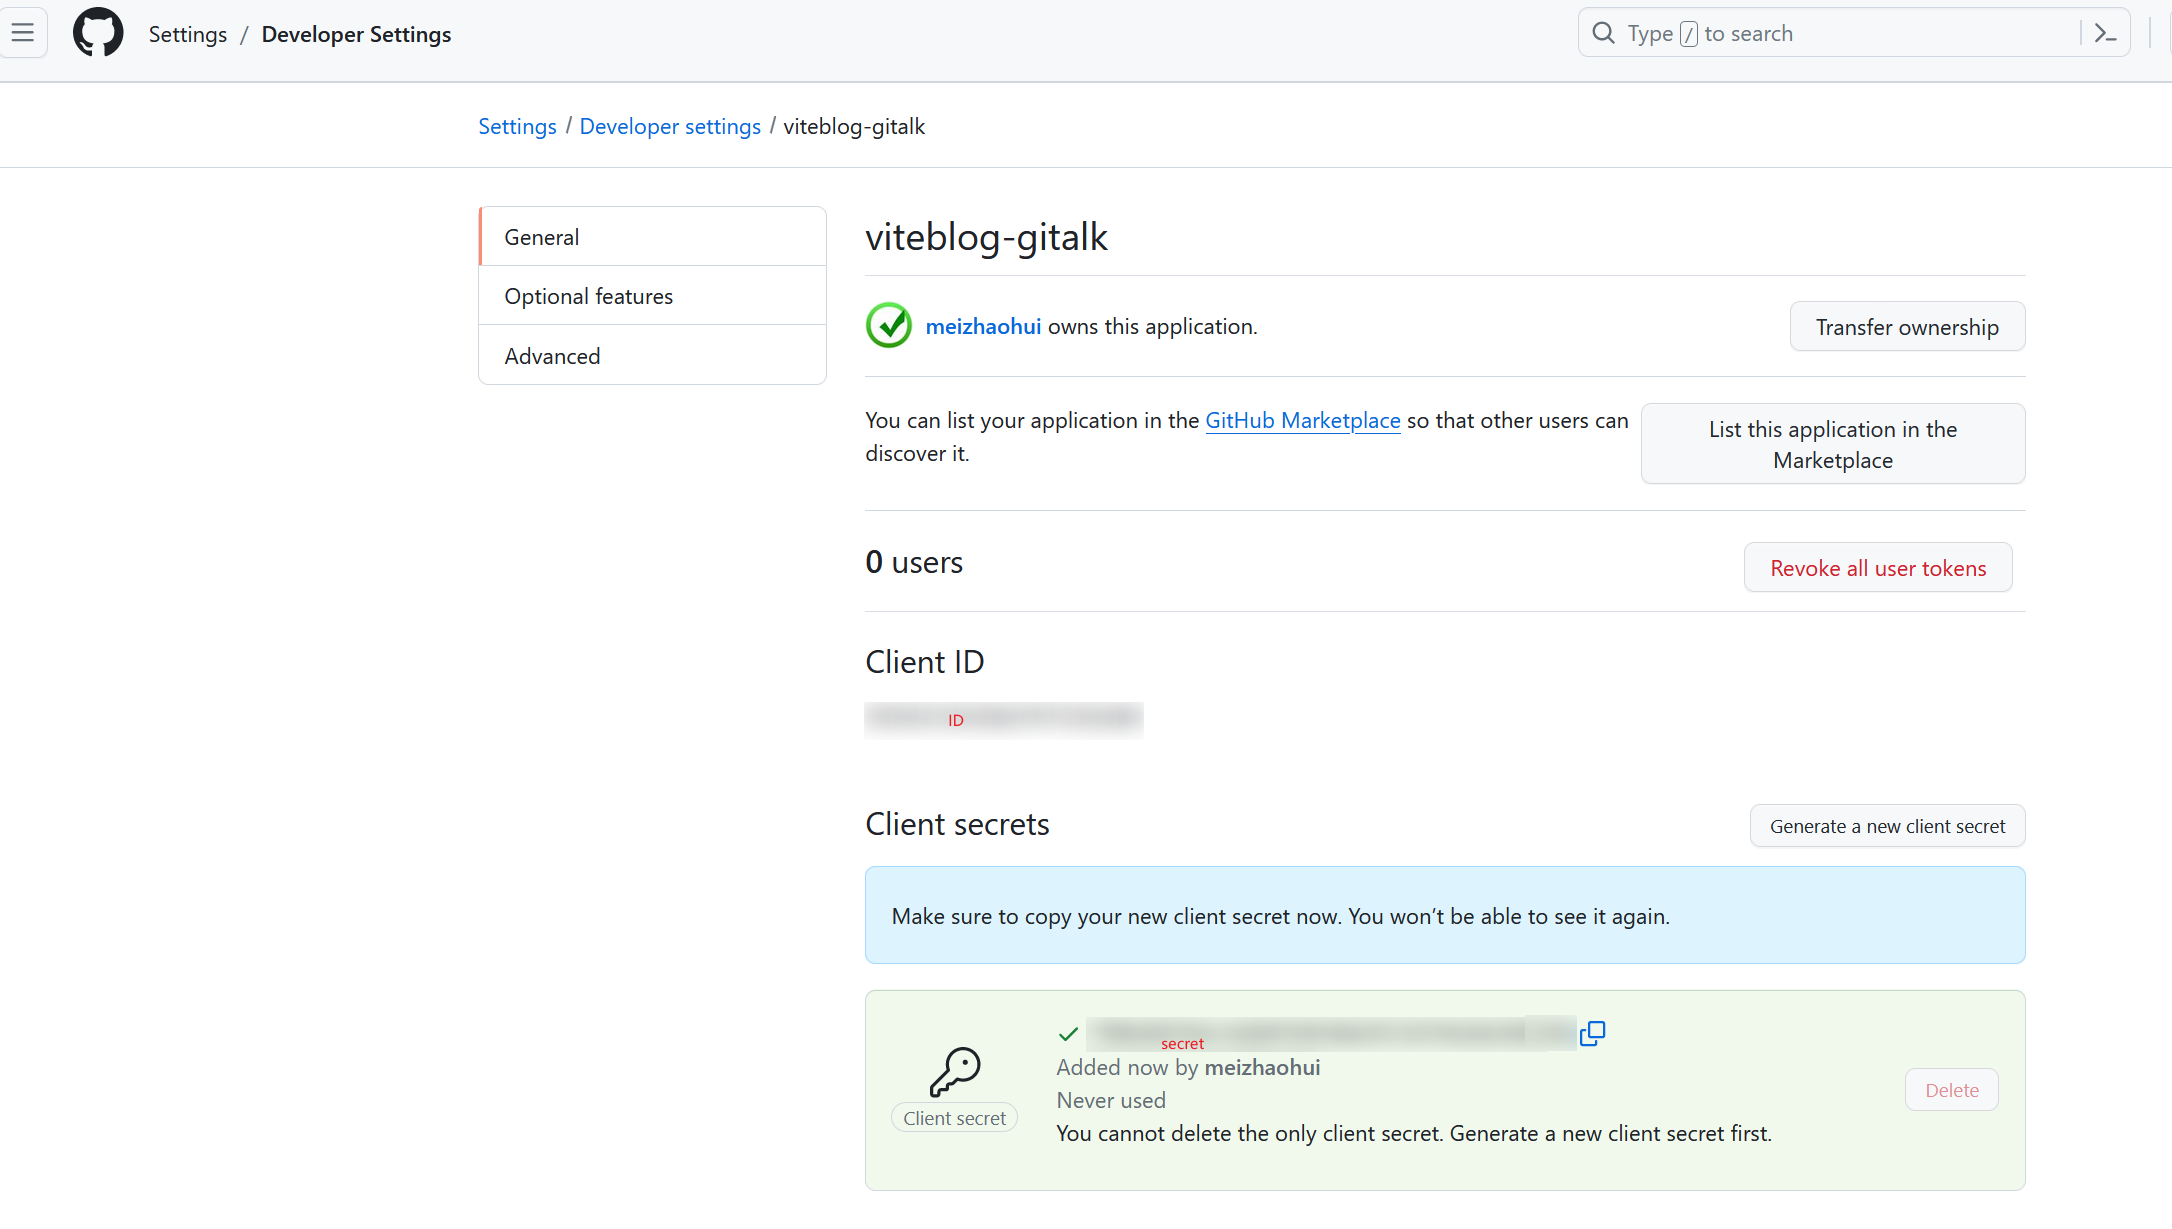 Settings / Developer Settings
Type / to search
Settings / Developer settings / viteblog-gitalk
General
Optional features
Advanced
viteblog-gitalk
meizhaohui owns this application.
Transfer ownership
You can list your application in the GitHub Marketplace so that other users can
discover it.
List this application in the
Marketplace
0 users
Revoke all user tokens
Client ID
ID
Client secrets
Generate a new client secret
Make sure to copy your new client secret now. You won’t be able to see it again.
secret
Added now by meizhaohui
Never used
You cannot delete the only client secret. Generate a new client secret first.
Client secret
Delete